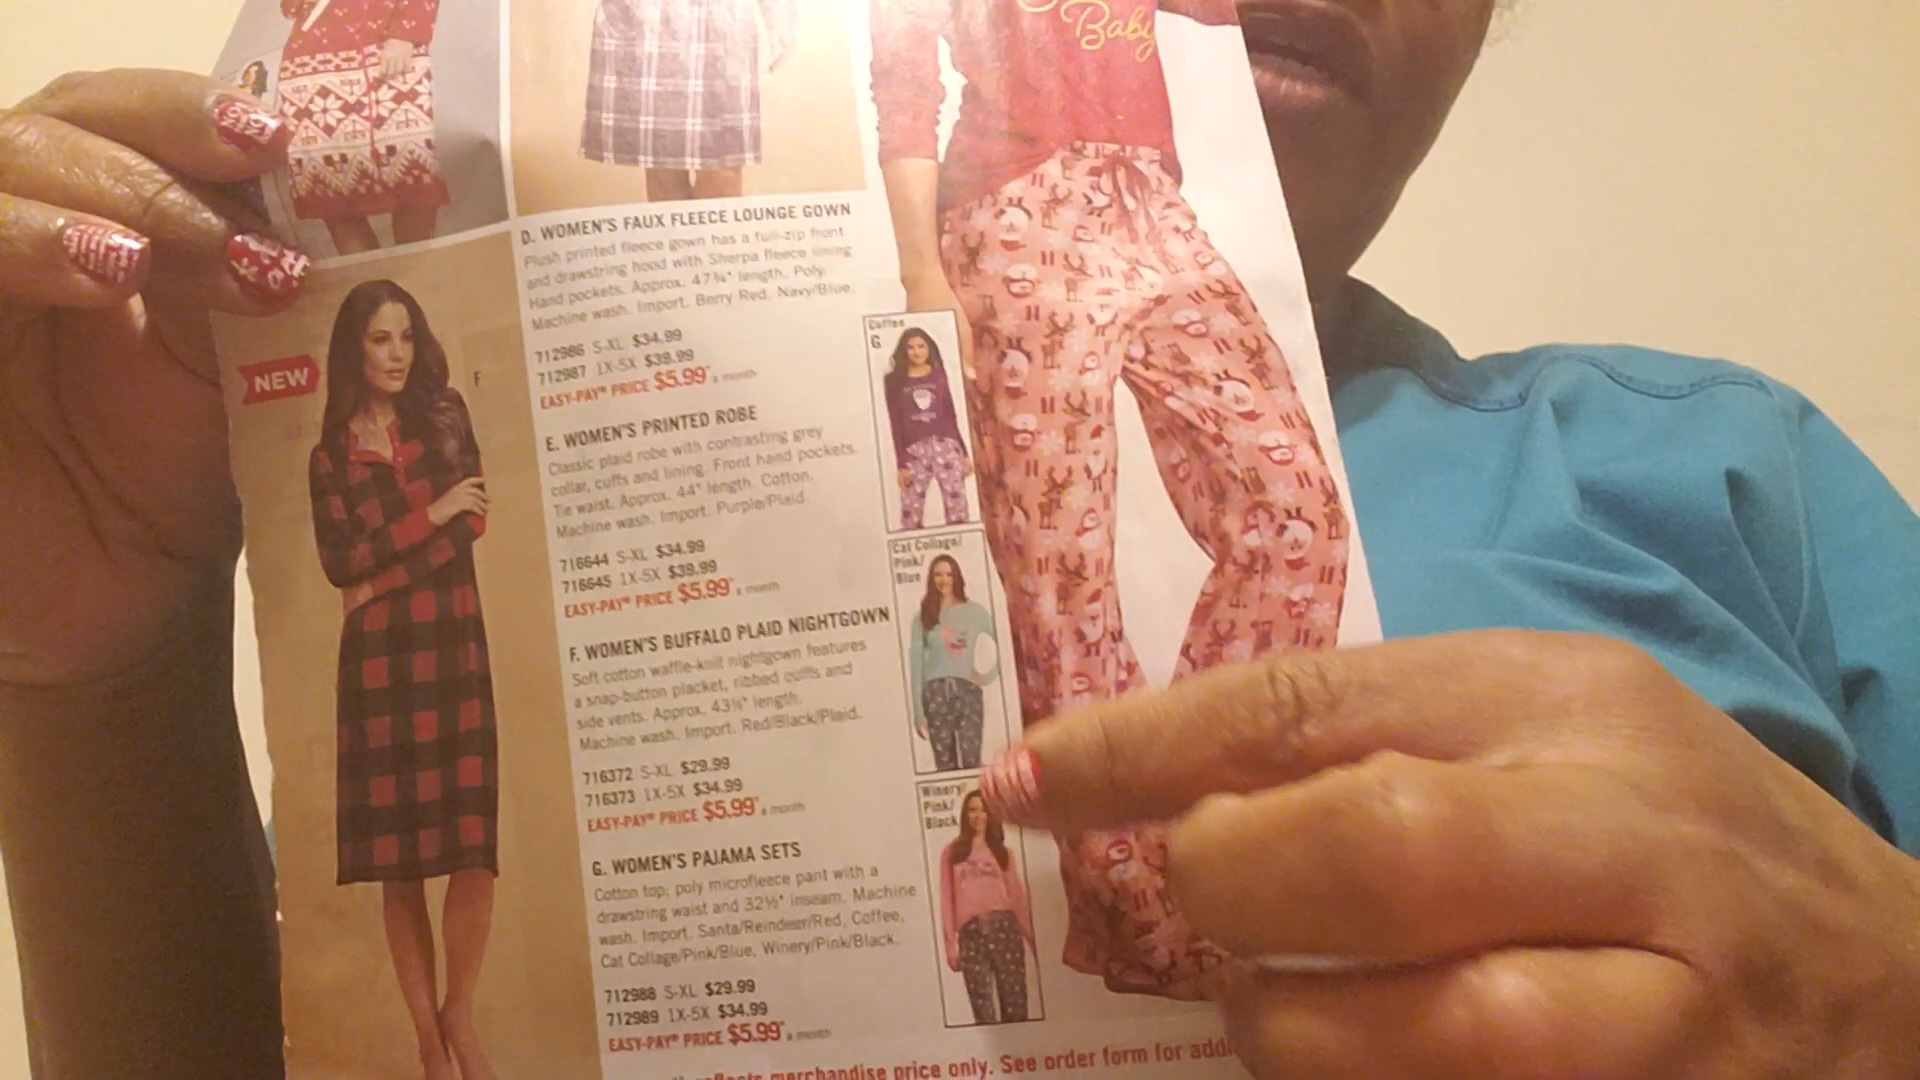 Baby
D. WOMEN'S FAUX FLEECE LOUNGE GOWN
Plush printed fleece gown has a full-zip front
and drawstring hood with Sherpa fleece lining.
Hand pockets. Approx. 47¾" length. Poly.
Machine wash. Import. Berry Red, Navy/Blue.
712986 S-XL $34.99
712987 1X-5X $39.99
EASY-PAY® PRICE $5.99* a month
NEW
F
E. WOMEN'S PRINTED ROBE
Classic plaid robe with contrasting grey
collar, cuffs and lining. Front hand pockets.
Tie waist. Approx. 44" length. Cotton.
Machine wash. Import. Purple/Plaid.
716644 S-XL $34.99
716645 1X-5X $39.99
EASY-PAY® PRICE $5.99* a month
F. WOMEN'S BUFFALO PLAID NIGHTGOWN
Soft cotton waffle-knit nightgown features
a snap-button placket, ribbed cuffs and
side vents. Approx. 43¼" length.
Machine wash. Import. Red/Black/Plaid.
716372 S-XL $29.99
716373 1X-5X $34.99
EASY-PAY® PRICE $5.99* a month
G. WOMEN'S PAJAMA SETS
Cotton top; poly microfleece pant with a
drawstring waist and 32½" inseam. Machine
wash. Import. Santa/Reindeer/Red, Coffee,
Cat Collage/Pink/Blue, Winery/Pink/Black.
712988 S-XL $29.99
712989 1X-5X $34.99
EASY-PAY® PRICE $5.99* a month
Coffee
G
Cat Collage/
Pink/
Blue
Winery/
Pink/
Black
merchandise price only. See order form for